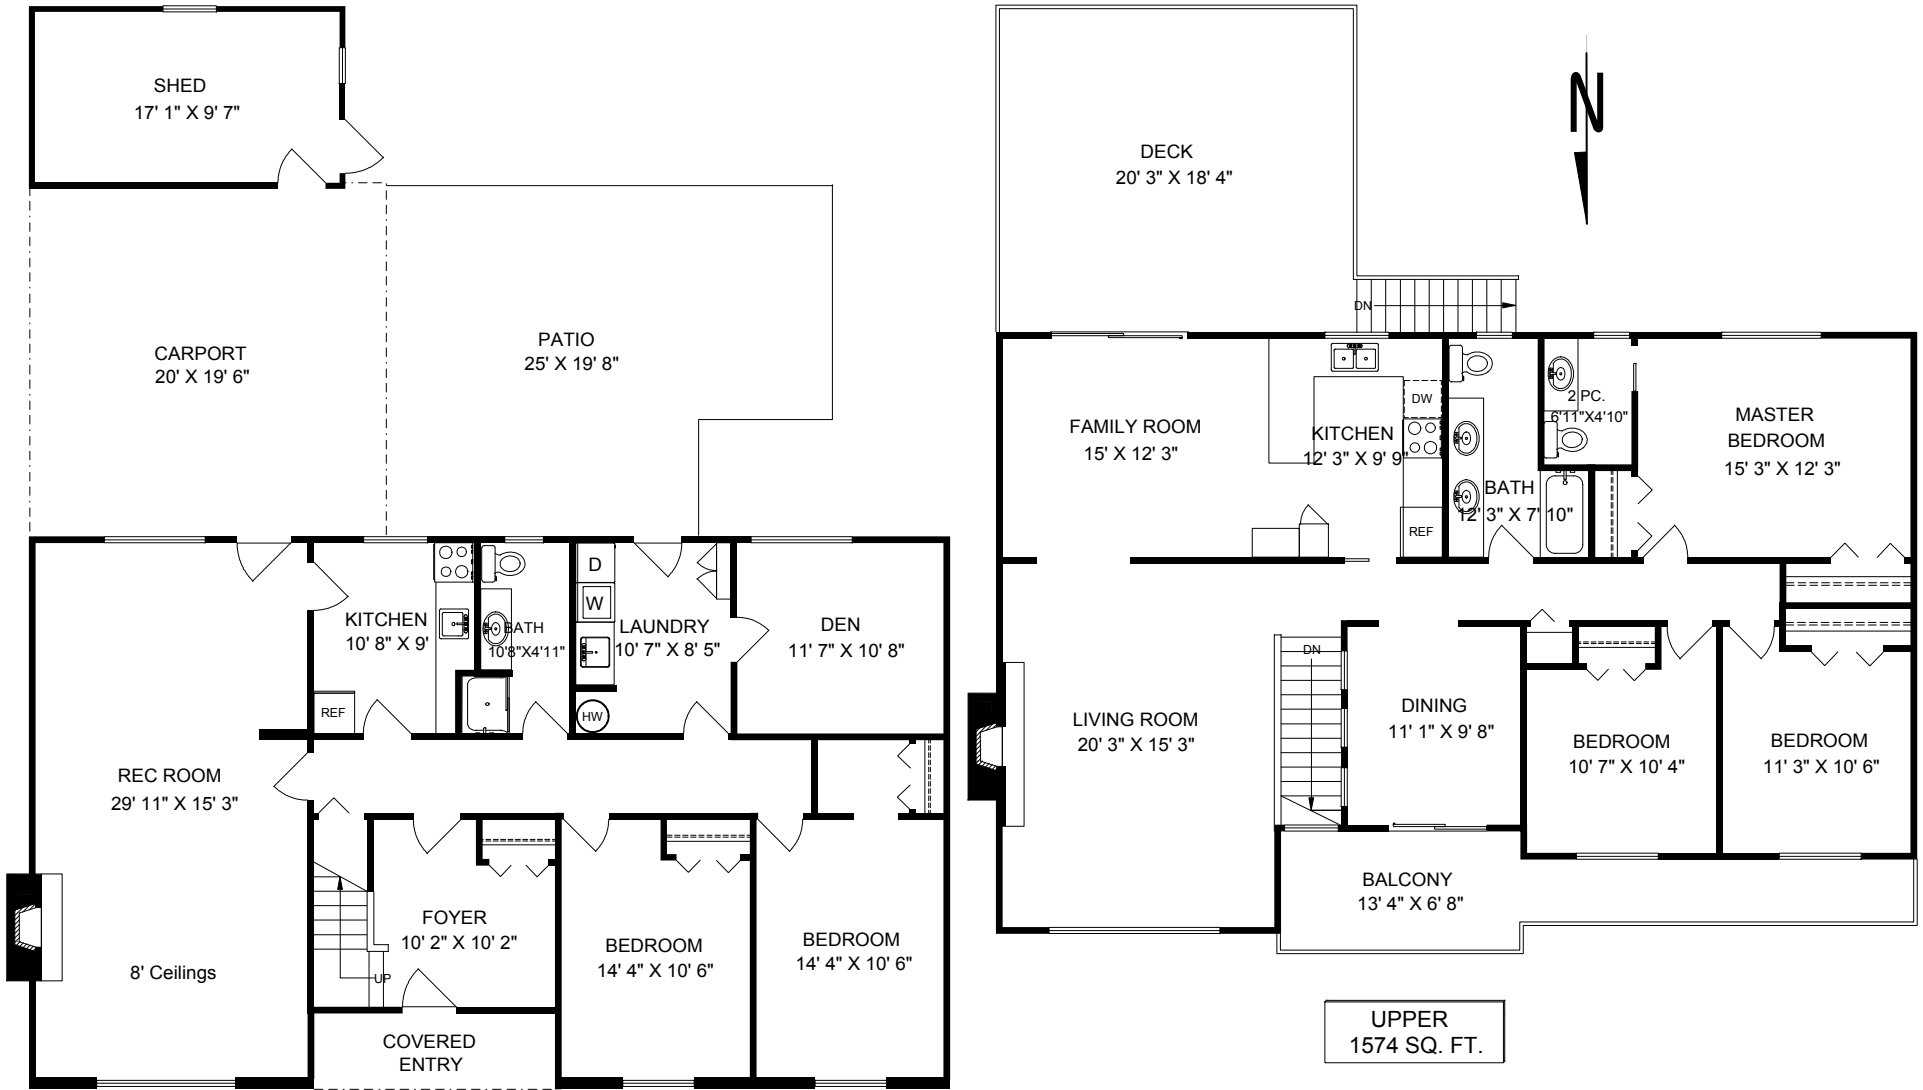 SHED
17' 1" X 9' 7"
CARPORT
20' X 19' 6"
PATIO
25' X 19' 8"
KITCHEN
10' 8" X 9'
REF
BATH
10'8"X4'11"
D
W
HW
LAUNDRY
10' 7" X 8' 5"
DEN
11' 7" X 10' 8"
REC ROOM
29' 11" X 15' 3"
8' Ceilings
UP
FOYER
10' 2" X 10' 2"
BEDROOM
14' 4" X 10' 6"
BEDROOM
14' 4" X 10' 6"
COVERED
ENTRY
DECK
20' 3" X 18' 4"
N
DN
FAMILY ROOM
15' X 12' 3"
KITCHEN
12' 3" X 9' 9"
DW
REF
BATH
12' 3" X 7' 10"
2 PC.
6'11"X4'10"
MASTER
BEDROOM
15' 3" X 12' 3"
LIVING ROOM
20' 3" X 15' 3"
DN
DINING
11' 1" X 9' 8"
BEDROOM
10' 7" X 10' 4"
BEDROOM
11' 3" X 10' 6"
BALCONY
13' 4" X 6' 8"
UPPER
1574 SQ. FT.